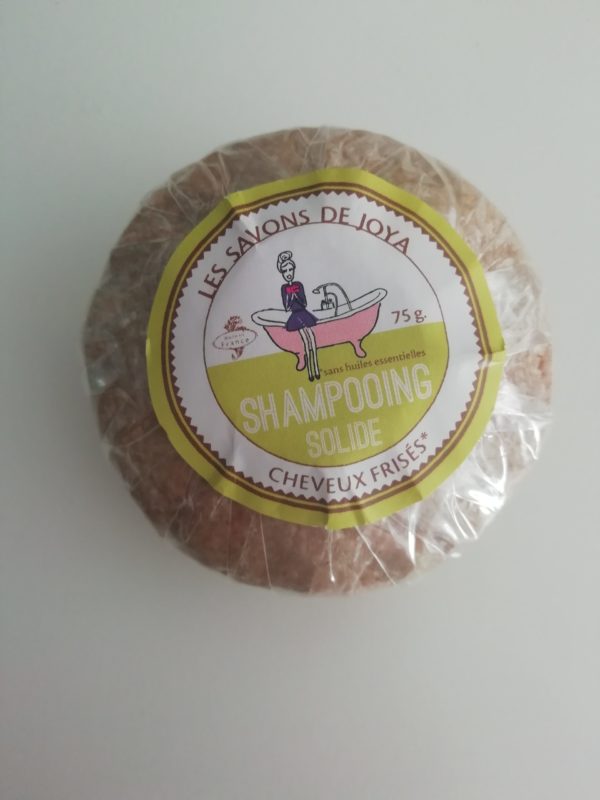 LES SAVONS DE JOYA
75 g.
France
sans huiles essentielles
SHAMPOOING
SOLIDE
CHEVEUX FRISÉS*